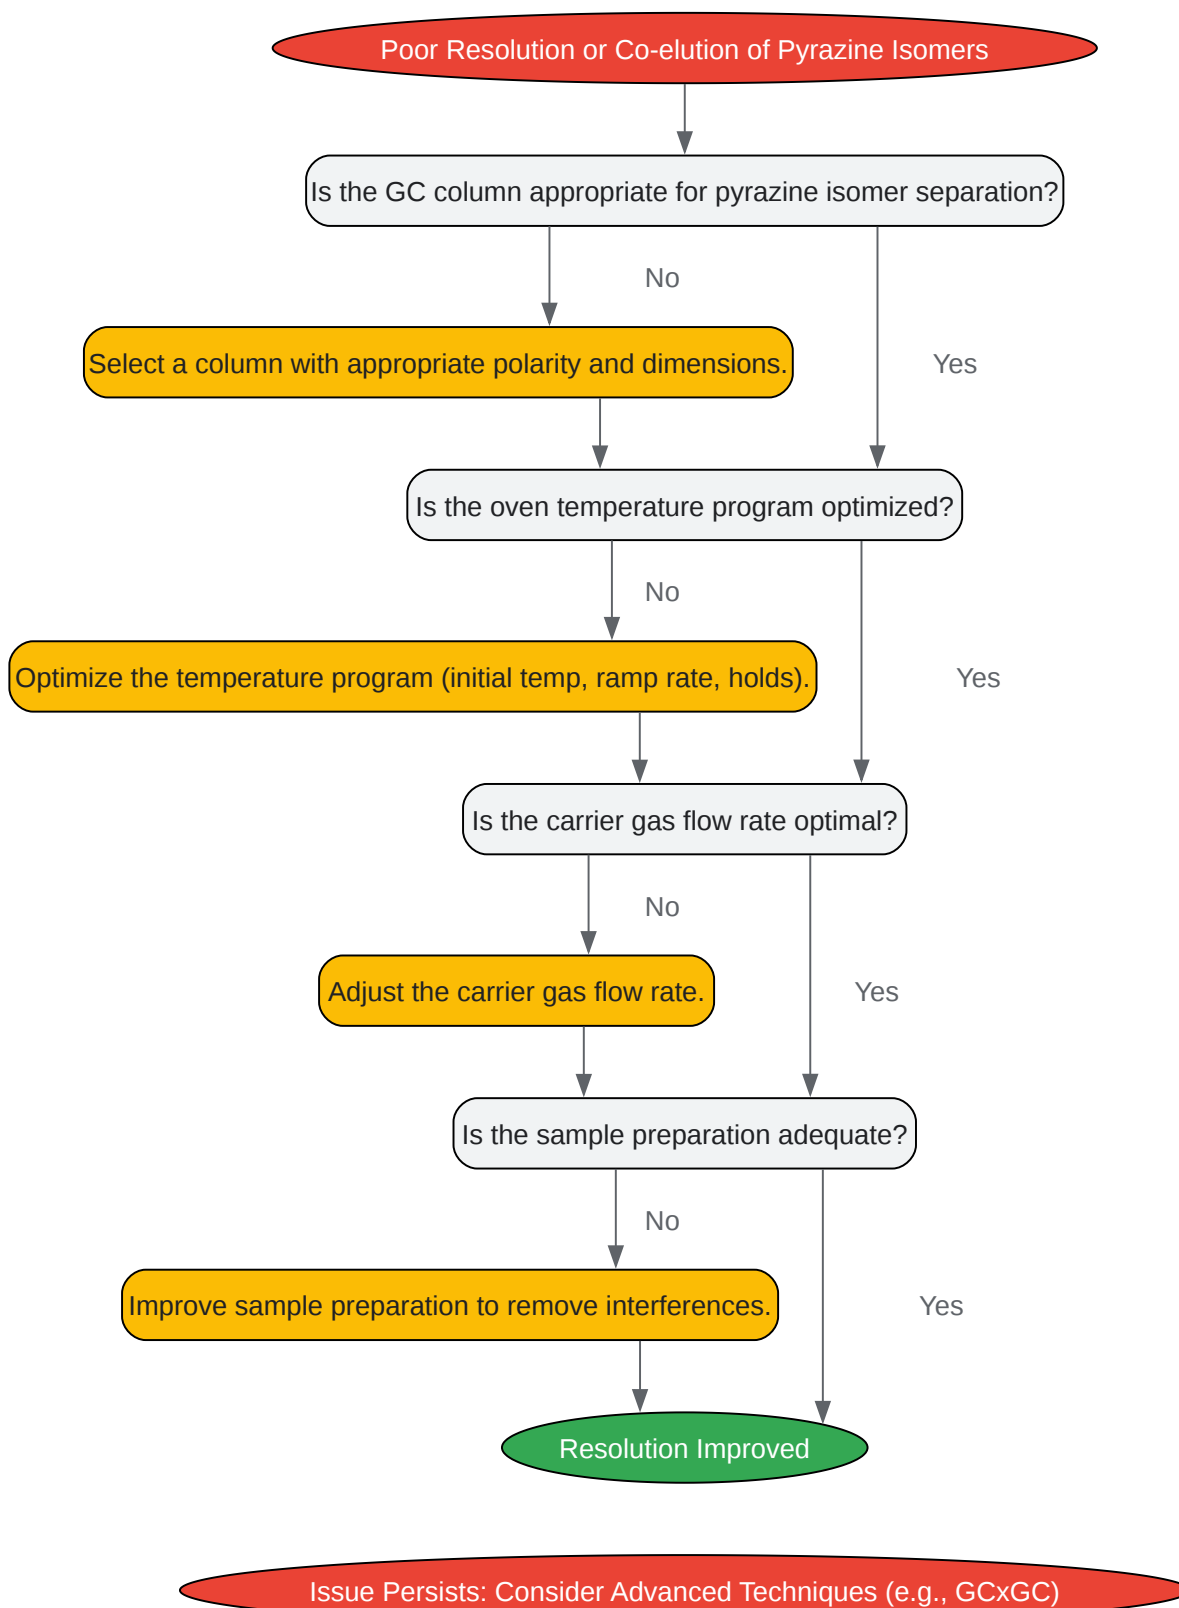 Poor Resolution or Co-elution of Pyrazine Isomers
Is the GC column appropriate for pyrazine isomer separation?
No
Select a column with appropriate polarity and dimensions.
Yes
Is the oven temperature program optimized?
No
Optimize the temperature program (initial temp, ramp rate, holds).
Yes
Is the carrier gas flow rate optimal?
No
Adjust the carrier gas flow rate.
Yes
Is the sample preparation adequate?
No
Improve sample preparation to remove interferences.
Yes
Resolution Improved
Issue Persists: Consider Advanced Techniques (e.g., GCxGC)